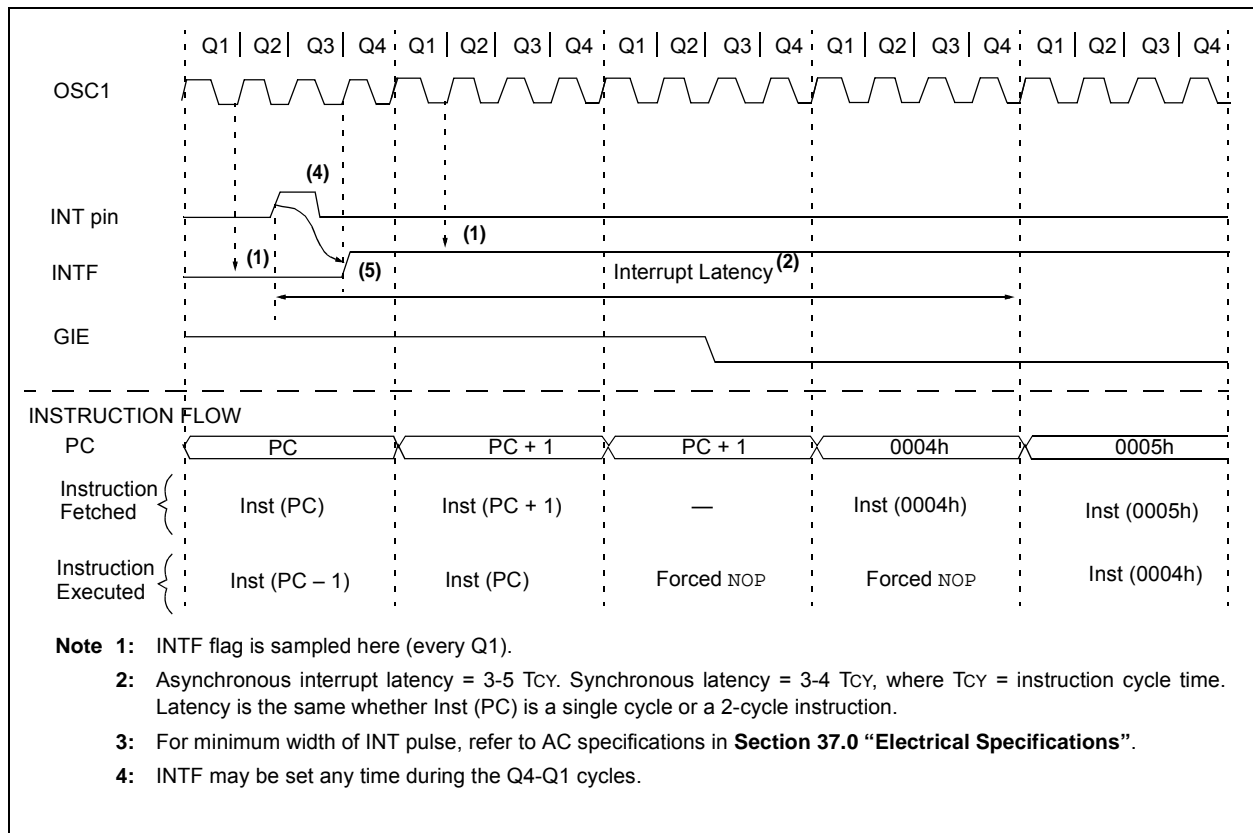 Q1 Q2 Q3 Q4 Q1 Q2 Q3 Q4 Q1 Q2 Q3 Q4 Q1 Q2 Q3 Q4 Q1 Q2 Q3 Q4
OSC1
(4)
INT pin
(1)
(1)
INTF
(5)
Interrupt Latency(2)
GIE
INSTRUCTION FLOW
PC PC PC + 1 PC + 1 0004h 0005h
Instruction
Fetched
Inst (PC) Inst (PC + 1) — Inst (0004h) Inst (0005h)
Instruction
Executed
Inst (PC – 1) Inst (PC) Forced NOP Forced NOP Inst (0004h)
Note 1: INTF flag is sampled here (every Q1).
2: Asynchronous interrupt latency = 3-5 TCY. Synchronous latency = 3-4 TCY, where TCY = instruction cycle time.
Latency is the same whether Inst (PC) is a single cycle or a 2-cycle instruction.
3: For minimum width of INT pulse, refer to AC specifications in Section 37.0 “Electrical Specifications”.
4: INTF may be set any time during the Q4-Q1 cycles.